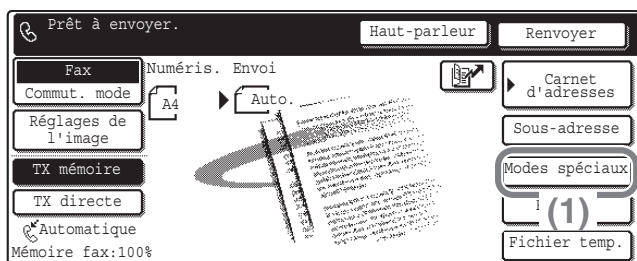 Prêt à envoyer.
Haut-parleur
Renvoyer
Fax
Commut. mode
Numéris. Envoi
A4
Auto.
Carnet
d'adresses
Réglages de
l'image
Sous-adresse
TX mémoire
Modes spéciaux
TX directe
(1)
Automatique
Fichier temp.
Mémoire fax:100%